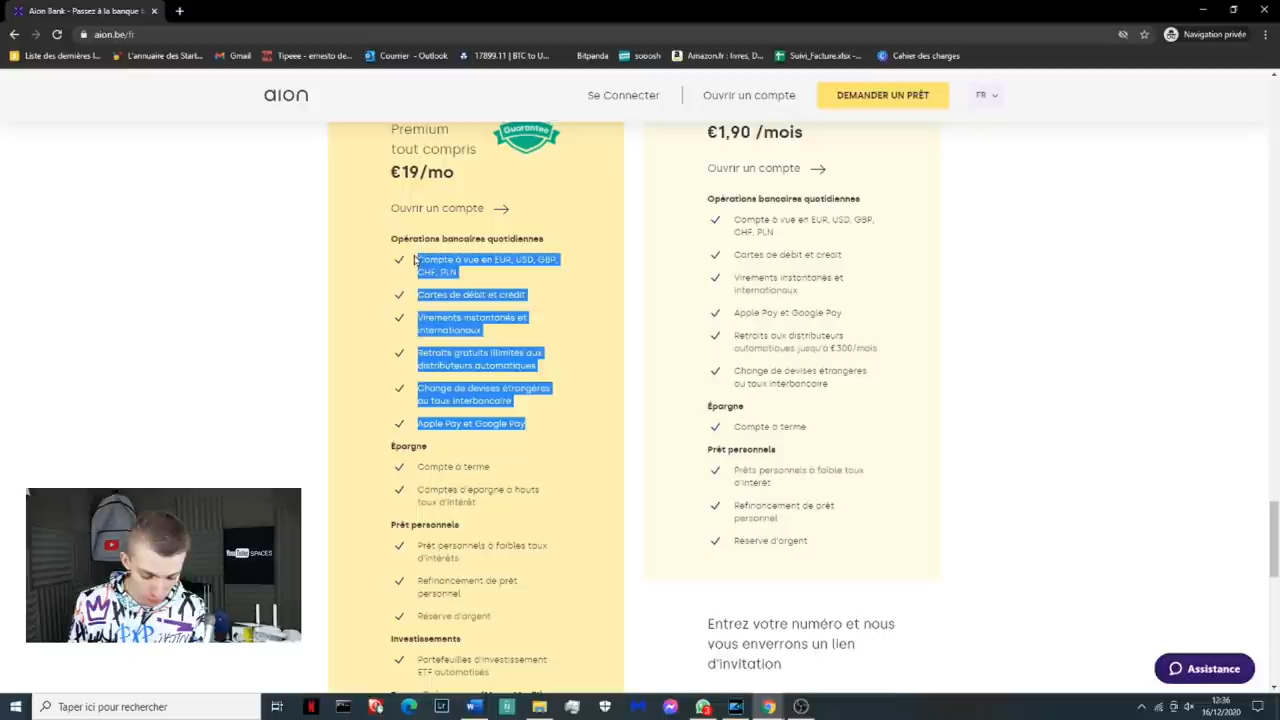 Aion Bank - Passez à la banque t
aion.be/fr
Navigation privée
Liste des dernières l...
L'annuaire des Start...
Gmail
Tipeee - ernesto de...
Courrier - Outlook
17899.11 | BTC to U...
Bitpanda
sooosh
Amazon.fr : livres, D...
Suivi_Facture.xlsx -...
Cahier des charges
aion
Se Connecter
Ouvrir un compte
DEMANDER UN PRÊT
FR
Premium
tout compris
Guarantee
€19/mo
Ouvrir un compte
Opérations bancaires quotidiennes
Compte à vue en EUR, USD, GBP,
CHF, PLN
Cartes de débit et crédit
Virements instantanés et
internationaux
Retraits gratuits illimités aux
distributeurs automatiques
Change de devises étrangères
au taux interbancaire
Apple Pay et Google Pay
Épargne
Compte à terme
Comptes d'épargne à hauts
taux d'intérêt
Prêt personnels
Prêt personnels à faibles taux
d'intérêts
Refinancement de prêt
personnel
Réserve d'argent
Investissements
Portefeuilles d'investissement
ETF automatisés
€1,90 /mois
Ouvrir un compte
Opérations bancaires quotidiennes
Compte à vue en EUR, USD, GBP,
CHF, PLN
Cartes de débit et crédit
Virements instantanés et
internationaux
Apple Pay et Google Pay
Retraits aux distributeurs
automatiques jusqu'à €300/mois
Change de devises étrangères
au taux interbancaire
Épargne
Compte à terme
Prêt personnels
Prêts personnels à faible taux
d'intérêt
Refinancement de prêt
personnel
Réserve d'argent
Entrez votre numéro et nous
vous enverrons un lien
d'invitation
Assistance
YouTube SPACES
Taper ici pour rechercher
12:36
16/12/2020